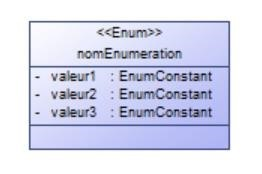 <<Enum>>
nomEnumeration
- valeur1 : EnumConstant
- valeur2 : EnumConstant
- valeur3 : EnumConstant